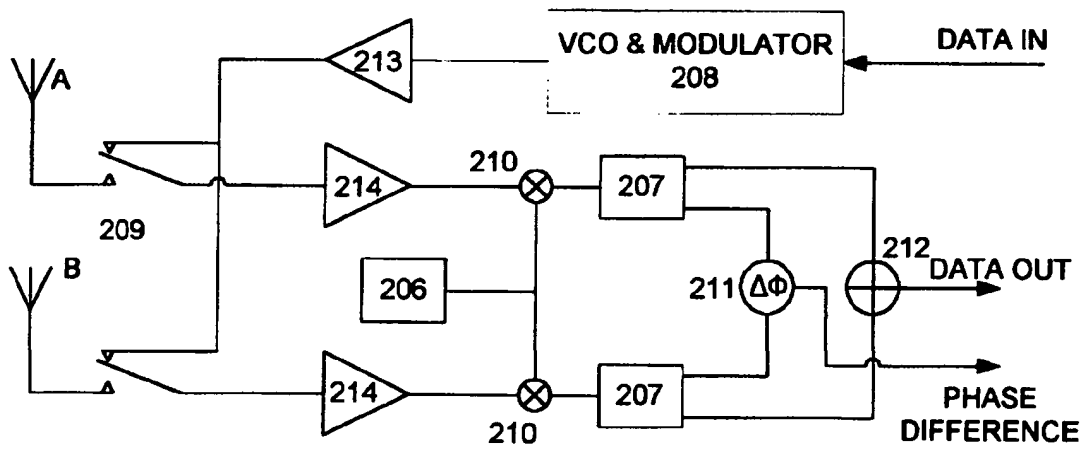 VCO & MODULATOR
208
DATA IN
213
A
B
209
214
214
210
210
206
207
207
211
ΔΦ
212
DATA OUT
PHASE
DIFFERENCE